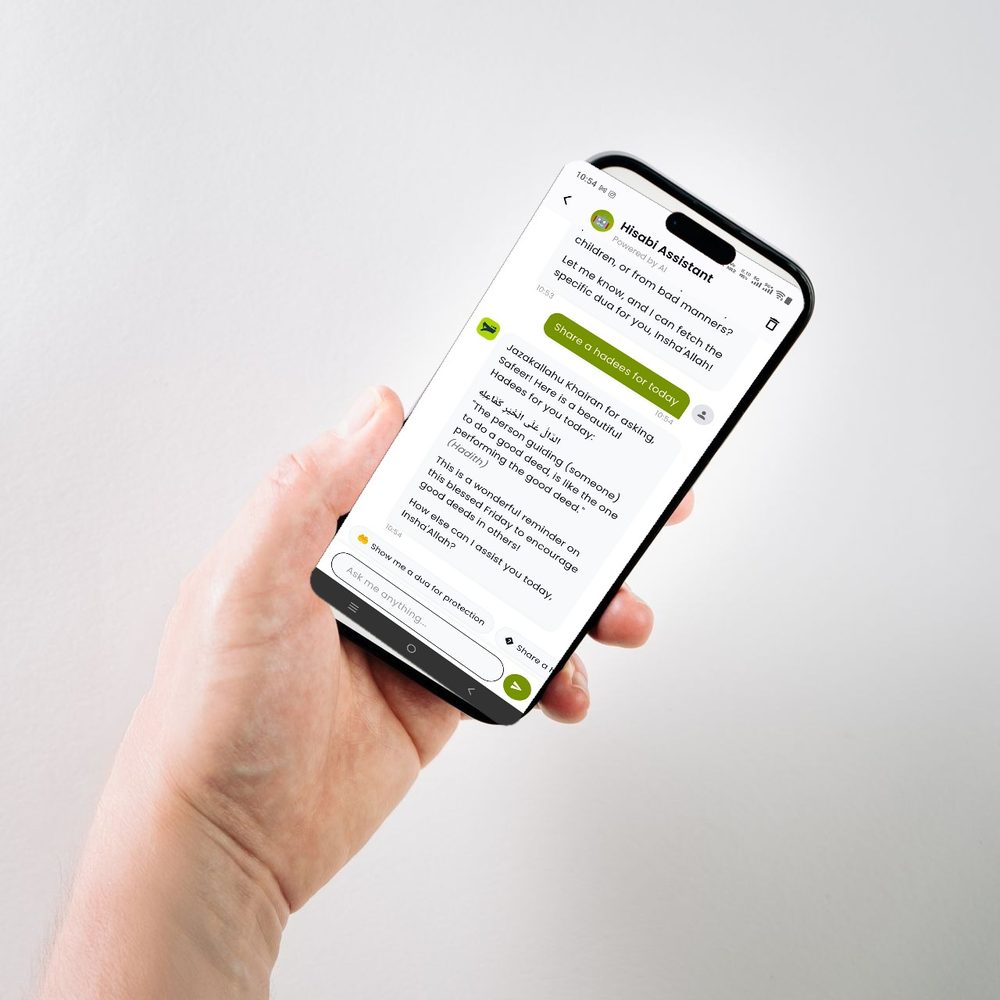 10:54
Hisabi Assistant
Powered by AI
children, or from bad manners?
Let me know, and I can fetch the
specific dua for you, Insha'Allah!
10:53
Share a hadees for today
10:54
Jazakallahu Khairan for asking,
Safeer! Here is a beautiful
Hadees for you today:
الدَّالُّ عَلَى الْخَيْرِ كَفَاعِلِهِ
"The person guiding (someone)
to do a good deed, is like the one
performing the good deed."
(Hadith)
This is a wonderful reminder on
this blessed Friday to encourage
good deeds in others!
How else can I assist you today,
Insha'Allah?
10:54
Show me a dua for protection
Share a h
Ask me anything...